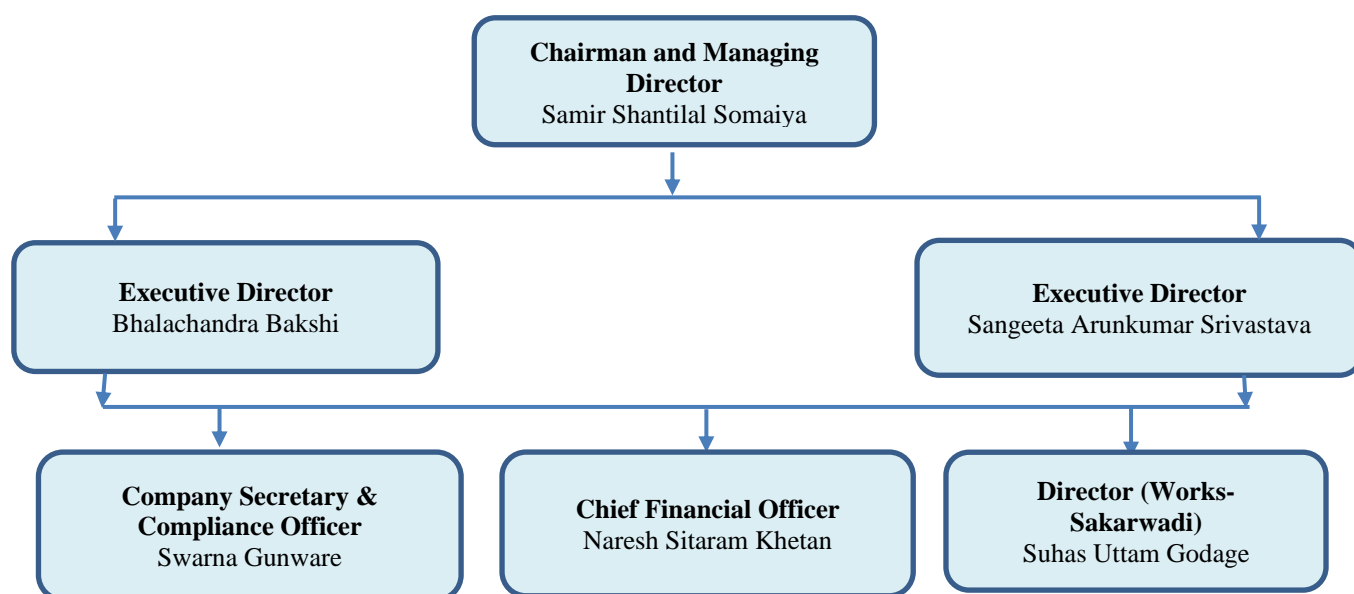 Chairman and Managing
Director
Samir Shantilal Somaiya
Executive Director
Bhalachandra Bakshi
Executive Director
Sangeeta Arunkumar Srivastava
Company Secretary &
Compliance Officer
Swarna Gunware
Chief Financial Officer
Naresh Sitaram Khetan
Director (Works-
Sakarwadi)
Suhas Uttam Godage